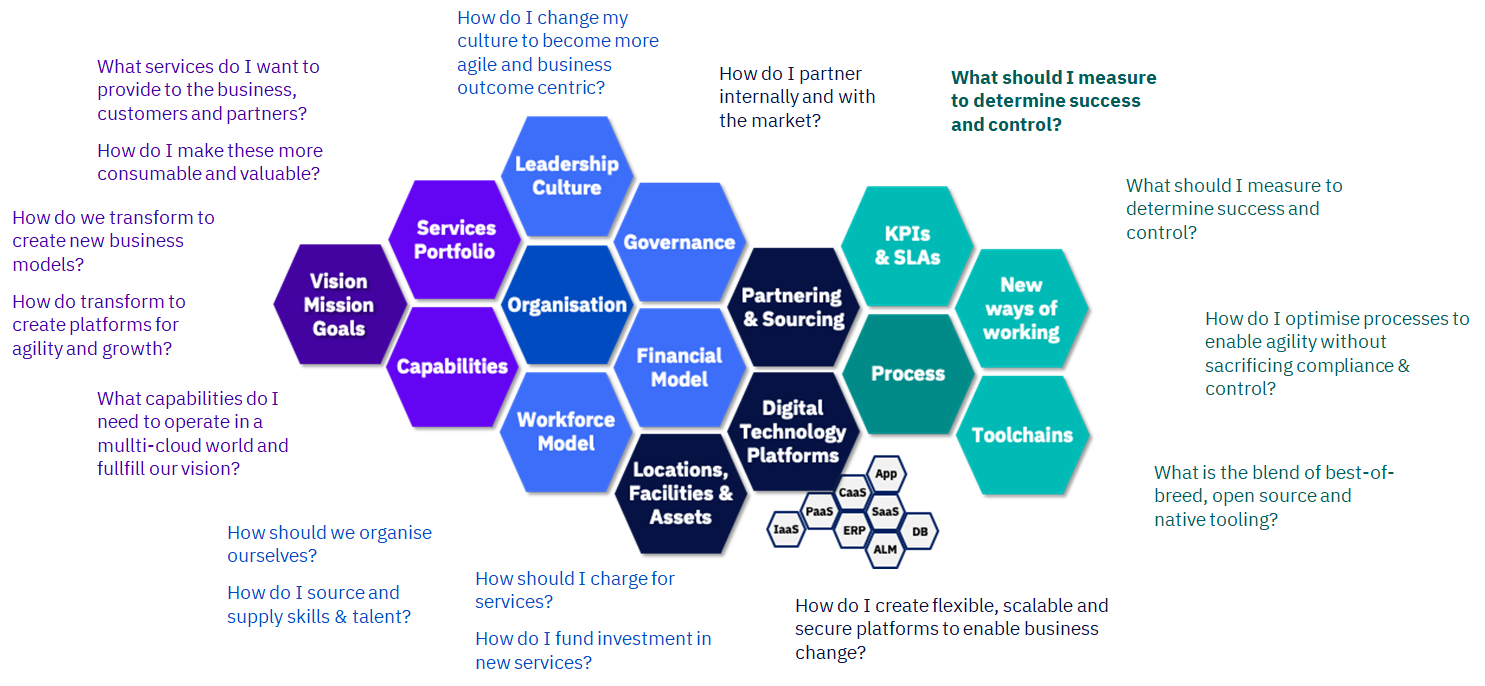 How do I change my
culture to become more
agile and business
outcome centric?
What services do I want to
provide to the business,
customers and partners?
How do I make these more
consumable and valuable?
How do I partner
internally and with
the market?
What should I measure
to determine success
and control?
What should I measure to
determine success and
control?
How do we transform to
create new business
models?
How do transform to
create platforms for
agility and growth?
What capabilities do I
need to operate in a
mullti-cloud world and
fullfill our vision?
Vision
Mission
Goals
Services
Portfolio
Capabilities
Leadership
Culture
Organisation
Workforce
Model
Governance
Financial
Model
Locations,
Facilities &
Assets
Partnering
& Sourcing
Digital
Technology
Platforms
KPIs
& SLAs
Process
New
ways of
working
Toolchains
How do I optimise processes to
enable agility without
sacrificing compliance &
control?
What is the blend of best-of-
breed, open source and
native tooling?
App
CaaS
PaaS
SaaS
IaaS
ERP
DB
ALM
How should we organise
ourselves?
How do I source and
supply skills & talent?
How should I charge for
services?
How do I fund investment in
new services?
How do I create flexible, scalable and
secure platforms to enable business
change?